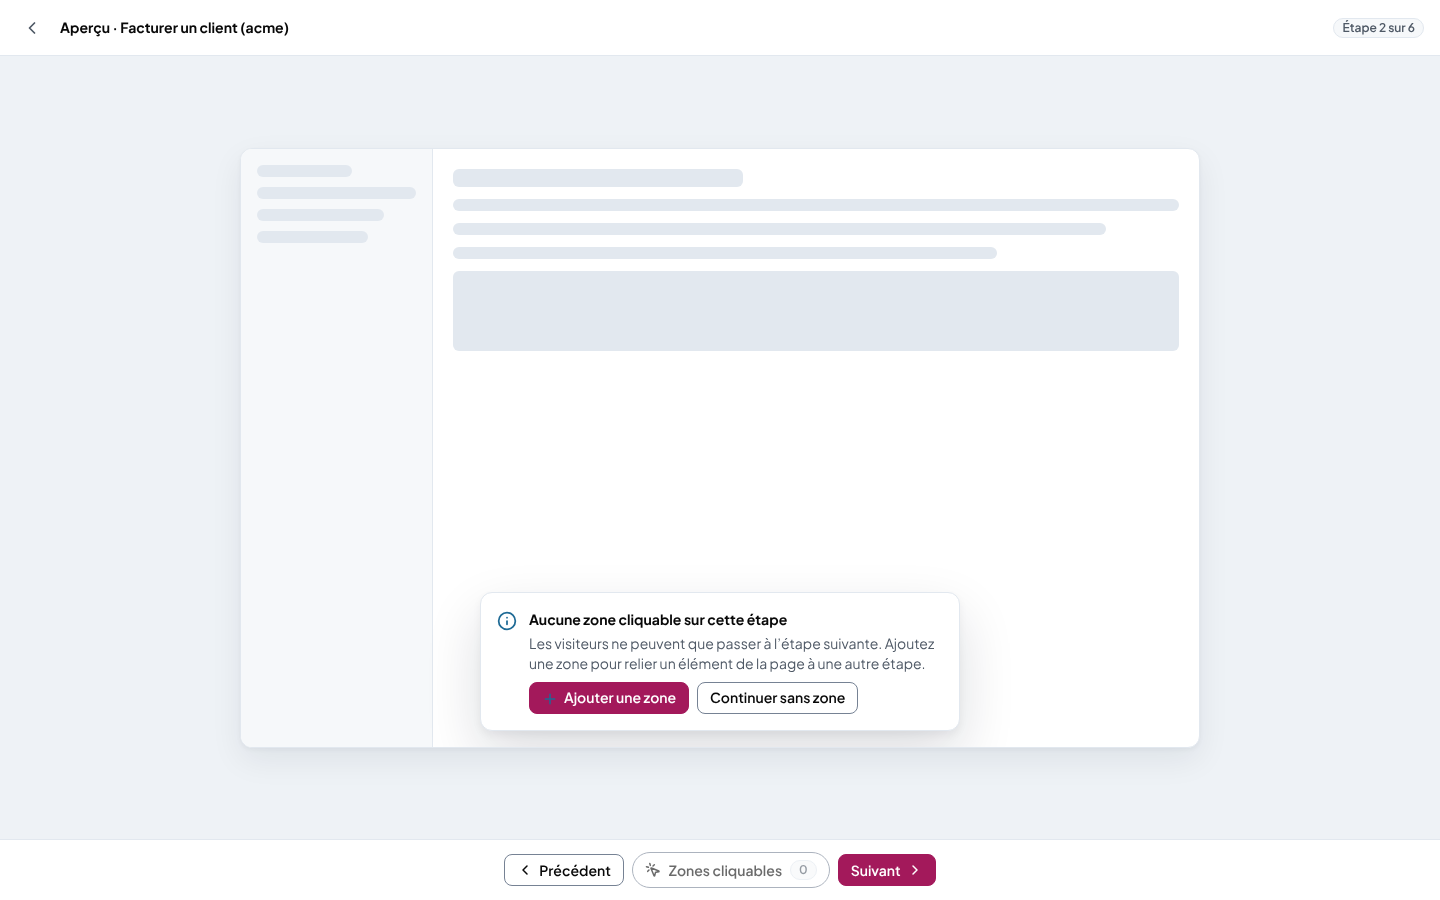 Aperçu · Facturer un client (acme)
Étape 2 sur 6
Aucune zone cliquable sur cette étape
Les visiteurs ne peuvent que passer à l’étape suivante. Ajoutez
une zone pour relier un élément de la page à une autre étape.
Ajouter une zone
Continuer sans zone
Précédent
Zones cliquables 0
Suivant